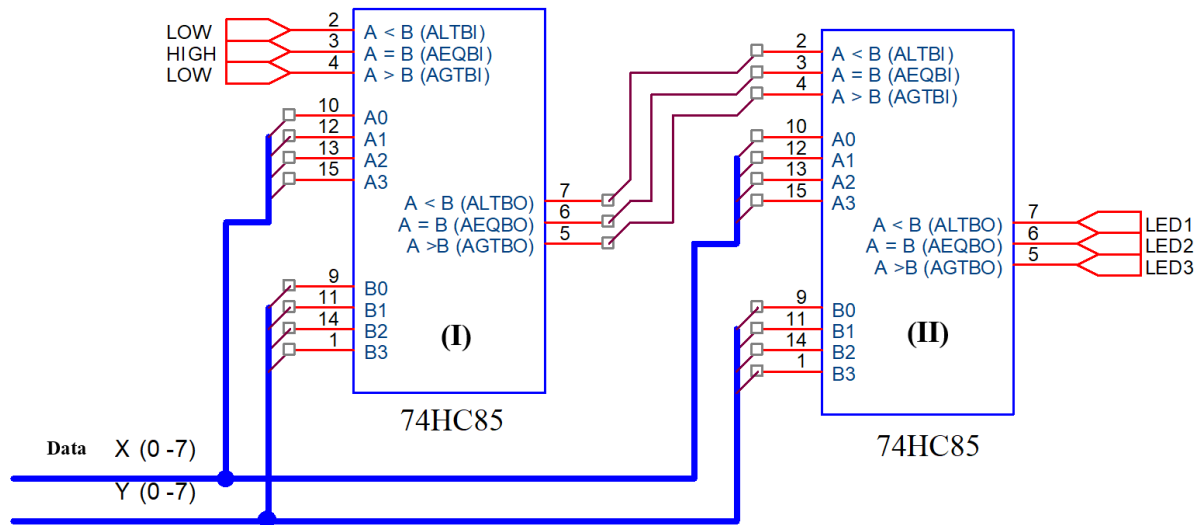 LOW
HIGH
LOW
2
3
4
A < B (ALTBI)
A = B (AEQBI)
A > B (AGTBI)
10
12
13
15
A0
A1
A2
A3
A < B (ALTBO)
A = B (AEQBO)
A >B (AGTBO)
7
6
5
9
11
14
1
B0
B1
B2
B3
(I)
74HC85
2
3
4
A < B (ALTBI)
A = B (AEQBI)
A > B (AGTBI)
10
12
13
15
A0
A1
A2
A3
A < B (ALTBO)
A = B (AEQBO)
A >B (AGTBO)
7
6
5
LED1
LED2
LED3
9
11
14
1
B0
B1
B2
B3
(II)
74HC85
Data X (0 -7)
Y (0 -7)